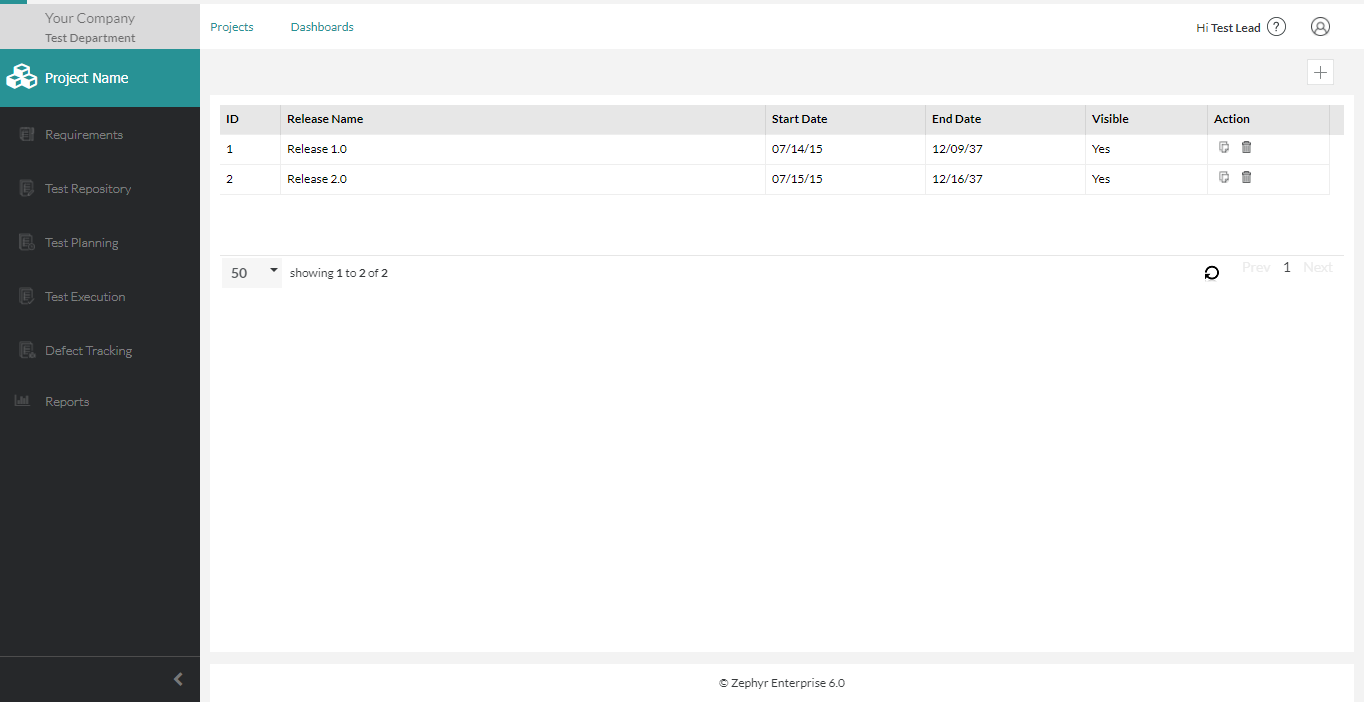 Your Company
Test Department
Projects Dashboards Hi Test Lead ?
Project Name
Requirements
Test Repository
Test Planning
Test Execution
Defect Tracking
Reports
ID Release Name Start Date End Date Visible Action
1 Release 1.0 07/14/15 12/09/37 Yes
2 Release 2.0 07/15/15 12/16/37 Yes
50 showing 1 to 2 of 2 Prev 1 Next
© Zephyr Enterprise 6.0